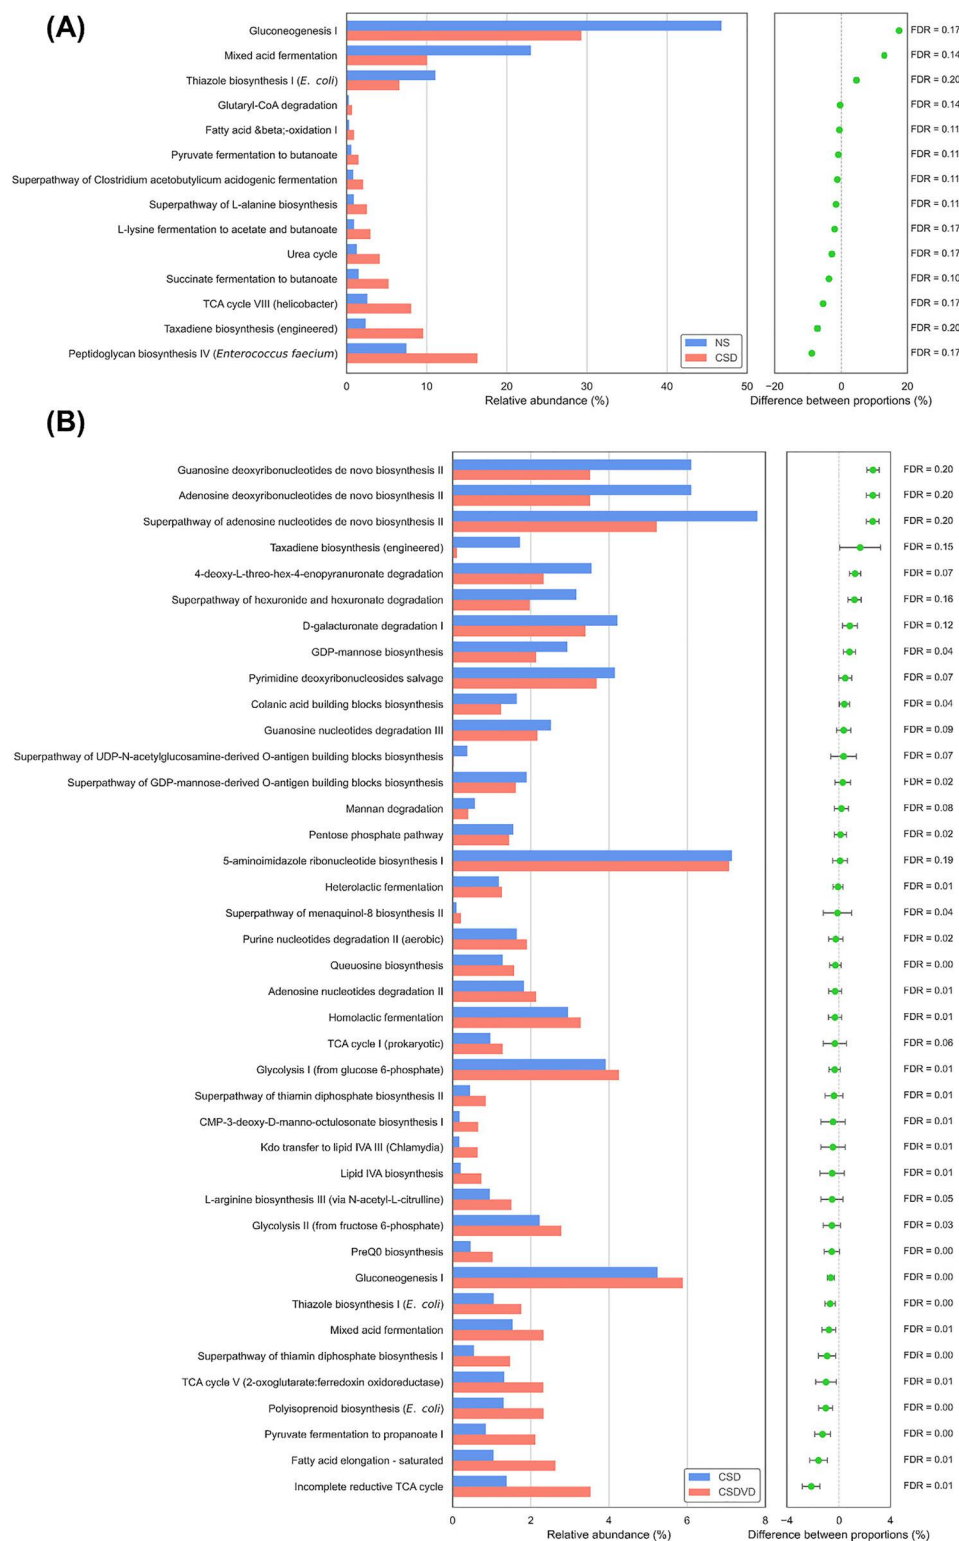 (A)
Gluconeogenesis I FDR = 0.17
Mixed acid fermentation FDR = 0.14
Thiazole biosynthesis I (E. coli) FDR = 0.20
Glutaryl-CoA degradation FDR = 0.14
Fatty acid &beta;-oxidation I FDR = 0.11
Pyruvate fermentation to butanoate FDR = 0.11
Superpathway of Clostridium acetobutylicum acidogenic fermentation FDR = 0.11
Superpathway of L-alanine biosynthesis FDR = 0.11
L-lysine fermentation to acetate and butanoate FDR = 0.17
Urea cycle FDR = 0.17
Succinate fermentation to butanoate FDR = 0.10
TCA cycle VIII (helicobacter) FDR = 0.17
Taxadiene biosynthesis (engineered) FDR = 0.20
Peptidoglycan biosynthesis IV (Enterococcus faecium) FDR = 0.17
NS
CSD
0 10 20 30 40 50 −20 0 20
Relative abundance (%) Difference between proportions (%)
(B)
Guanosine deoxyribonucleotides de novo biosynthesis II FDR = 0.20
Adenosine deoxyribonucleotides de novo biosynthesis II FDR = 0.20
Superpathway of adenosine nucleotides de novo biosynthesis II FDR = 0.20
Taxadiene biosynthesis (engineered) FDR = 0.15
4-deoxy-L-threo-hex-4-enopyranuronate degradation FDR = 0.07
Superpathway of hexuronide and hexuronate degradation FDR = 0.16
D-galacturonate degradation I FDR = 0.12
GDP-mannose biosynthesis FDR = 0.04
Pyrimidine deoxyribonucleosides salvage FDR = 0.07
Colanic acid building blocks biosynthesis FDR = 0.04
Guanosine nucleotides degradation III FDR = 0.09
Superpathway of UDP-N-acetylglucosamine-derived O-antigen building blocks biosynthesis FDR = 0.07
Superpathway of GDP-mannose-derived O-antigen building blocks biosynthesis FDR = 0.02
Mannan degradation FDR = 0.08
Pentose phosphate pathway FDR = 0.02
5-aminoimidazole ribonucleotide biosynthesis I FDR = 0.19
Heterolactic fermentation FDR = 0.01
Superpathway of menaquinol-8 biosynthesis II FDR = 0.04
Purine nucleotides degradation II (aerobic) FDR = 0.02
Queuosine biosynthesis FDR = 0.00
Adenosine nucleotides degradation II FDR = 0.01
Homolactic fermentation FDR = 0.01
TCA cycle I (prokaryotic) FDR = 0.06
Glycolysis I (from glucose 6-phosphate) FDR = 0.01
Superpathway of thiamin diphosphate biosynthesis II FDR = 0.01
CMP-3-deoxy-D-manno-octulosonate biosynthesis I FDR = 0.01
Kdo transfer to lipid IVA III (Chlamydia) FDR = 0.01
Lipid IVA biosynthesis FDR = 0.01
L-arginine biosynthesis III (via N-acetyl-L-citrulline) FDR = 0.05
Glycolysis II (from fructose 6-phosphate) FDR = 0.03
PreQ0 biosynthesis FDR = 0.00
Gluconeogenesis I FDR = 0.00
Thiazole biosynthesis I (E. coli) FDR = 0.00
Mixed acid fermentation FDR = 0.01
Superpathway of thiamin diphosphate biosynthesis I FDR = 0.00
TCA cycle V (2-oxoglutarate:ferredoxin oxidoreductase) FDR = 0.01
Polyisoprenoid biosynthesis (E. coli) FDR = 0.00
Pyruvate fermentation to propanoate I FDR = 0.00
Fatty acid elongation - saturated FDR = 0.01
Incomplete reductive TCA cycle FDR = 0.01
CSD
CSDVD
0 2 4 6 8 −4 0 4
Relative abundance (%) Difference between proportions (%)